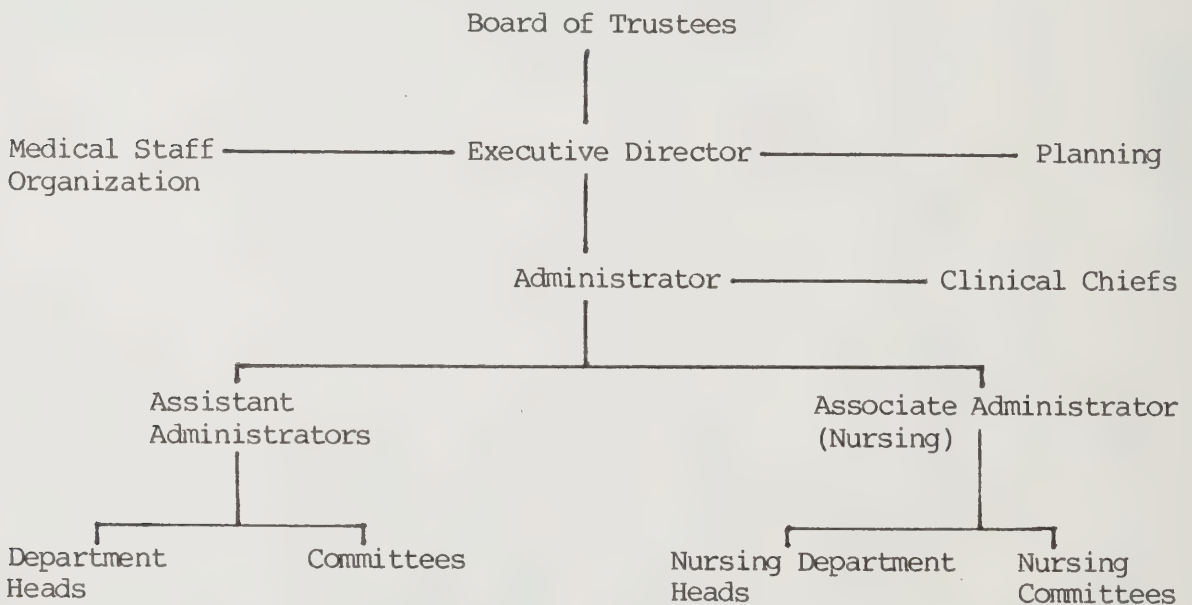 Board of Trustees
Medical Staff
Organization
Executive Director
Planning
Administrator
Clinical Chiefs
Assistant
Administrators
Associate Administrator
(Nursing)
Department
Heads
Committees
Nursing Department
Heads
Nursing
Committees